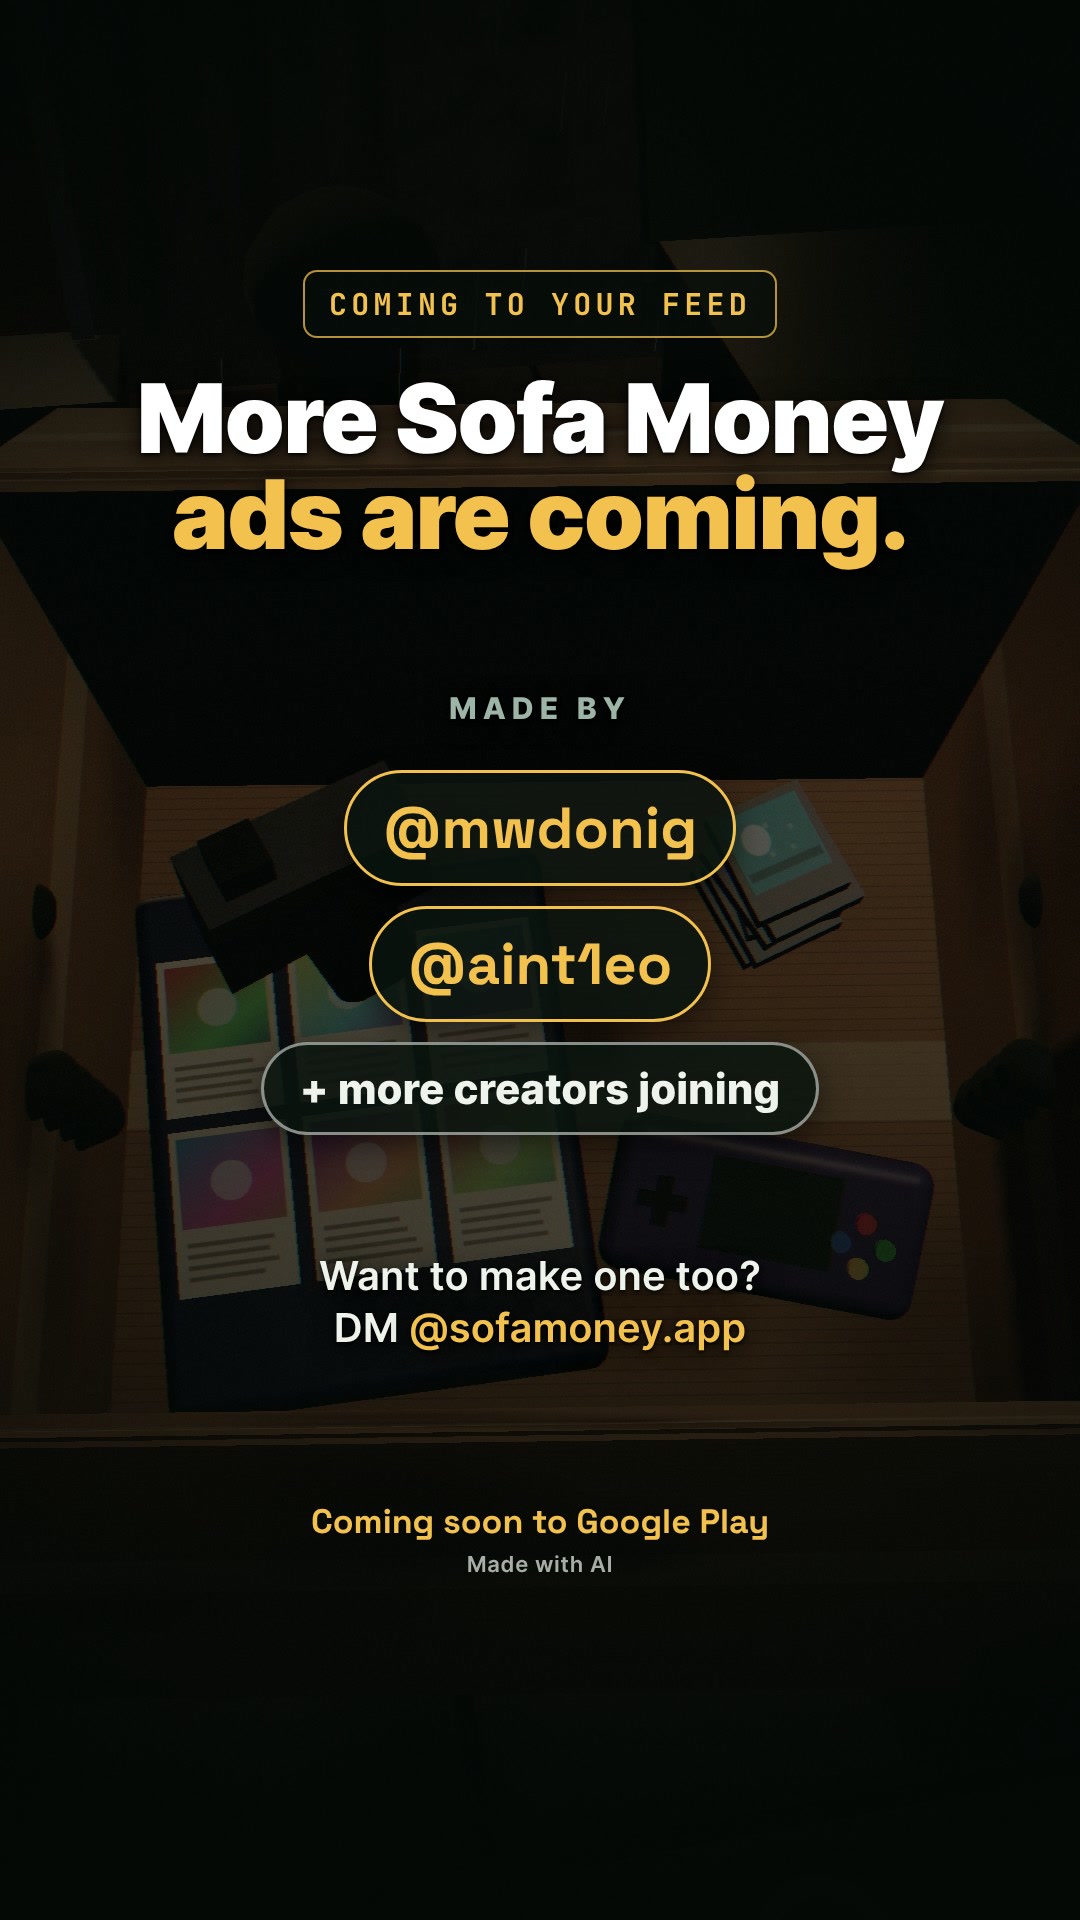 COMING TO YOUR FEED
More Sofa Money
ads are coming.
MADE BY
@mwdonig
@aint1eo
+ more creators joining
Want to make one too?
DM @sofamoney.app
Coming soon to Google Play
Made with AI